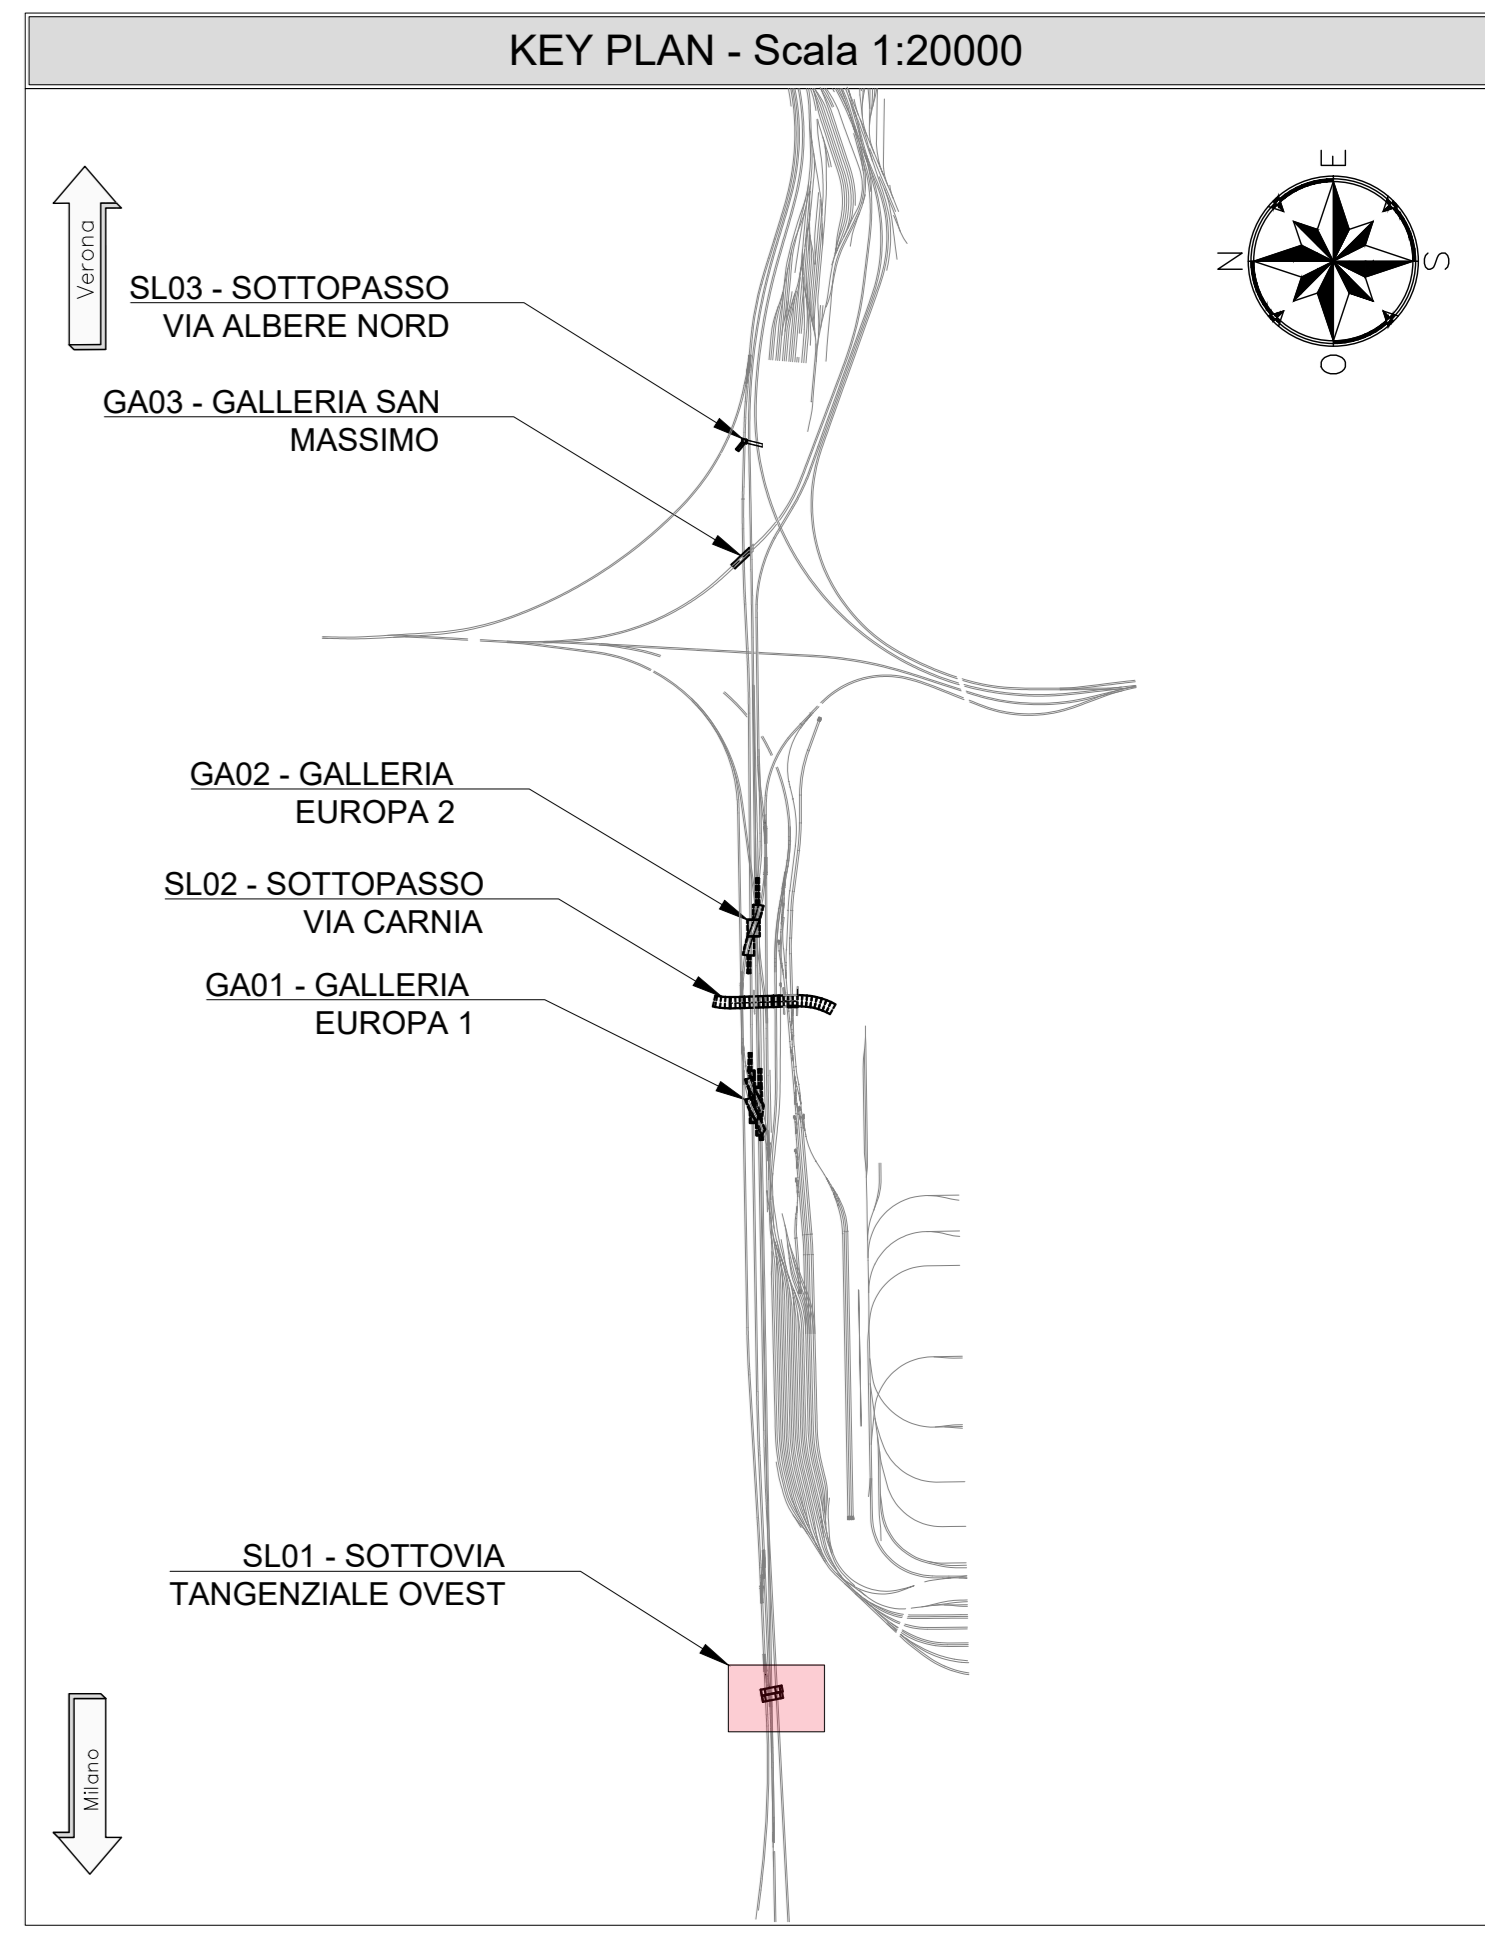 KEY PLAN - Scala 1:20000
E
N
S
O
Verona
SL03 - SOTTOPASSO
VIA ALBERE NORD
GA03 - GALLERIA SAN
MASSIMO
GA02 - GALLERIA
EUROPA 2
SL02 - SOTTOPASSO
VIA CARNIA
GA01 - GALLERIA
EUROPA 1
SL01 - SOTTOVIA
TANGENZIALE OVEST
Milano